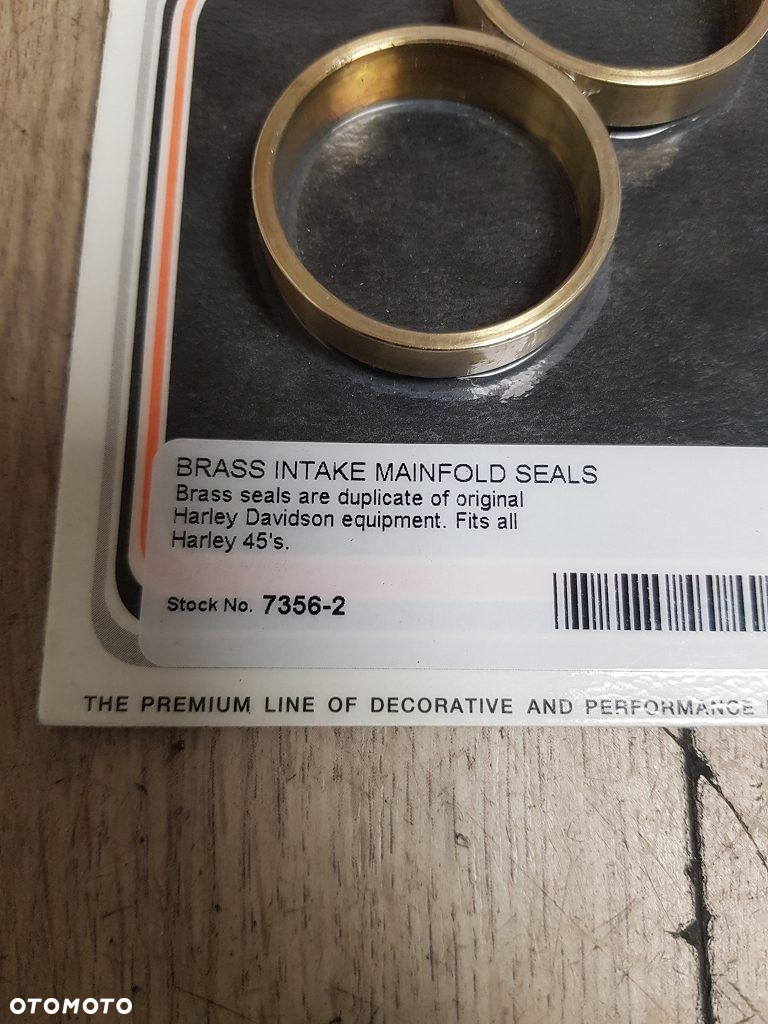 BRASS INTAKE MAINFOLD SEALS
Brass seals are duplicate of original
Harley Davidson equipment. Fits all
Harley 45's.
Stock No. 7356-2
THE PREMIUM LINE OF DECORATIVE AND PERFORMANCE
OTOMOTO